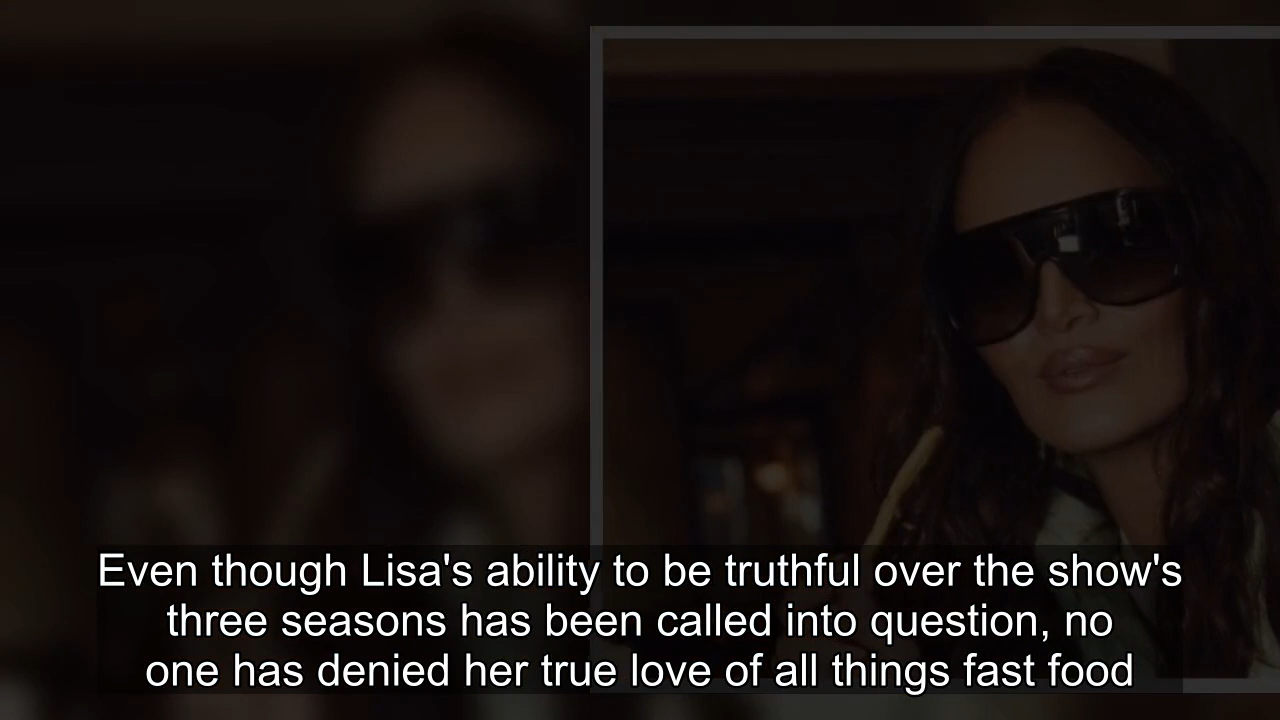 Even though Lisa's ability to be truthful over the show's
three seasons has been called into question, no
one has denied her true love of all things fast food